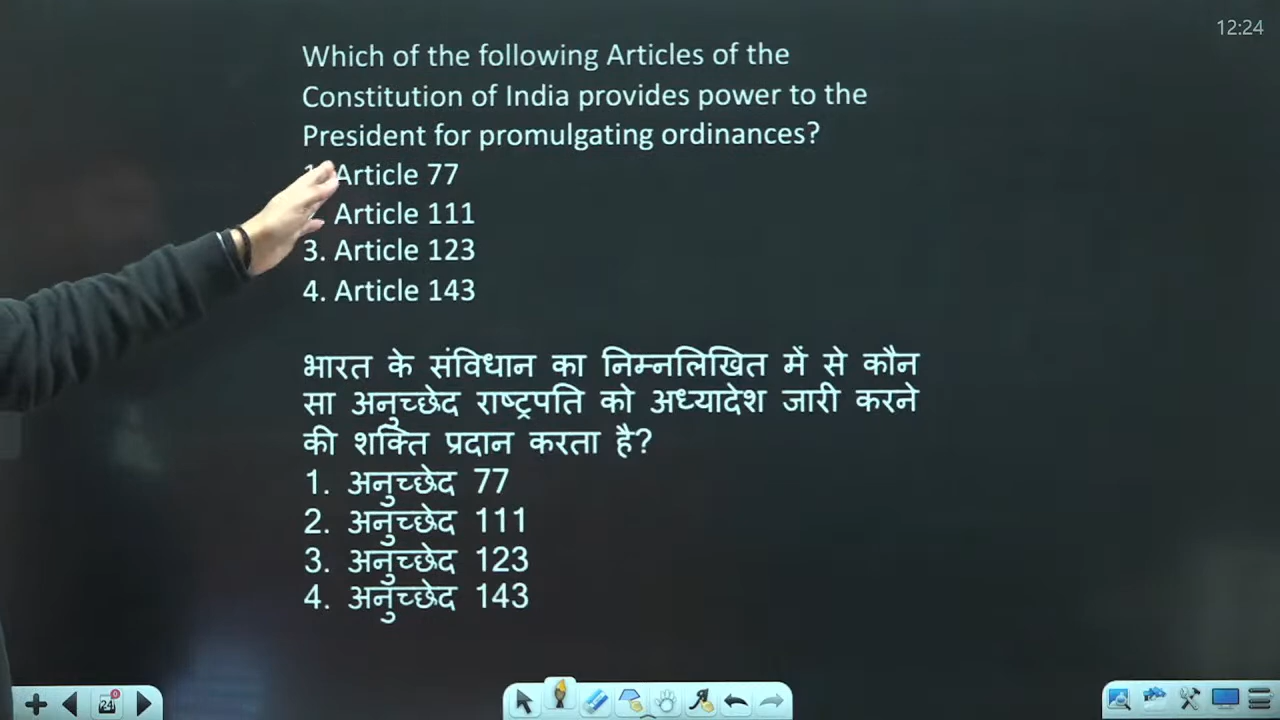 12:24
Which of the following Articles of the
Constitution of India provides power to the
President for promulgating ordinances?
Article 77
. Article 111
3. Article 123
4. Article 143
भारत के संविधान का निम्नलिखित में से कौन
सा अनुच्छेद राष्ट्रपति को अध्यादेश जारी करने
की शक्ति प्रदान करता है?
1. अनुच्छेद 77
2. अनुच्छेद 111
3. अनुच्छेद 123
4. अनुच्छेद 143
24